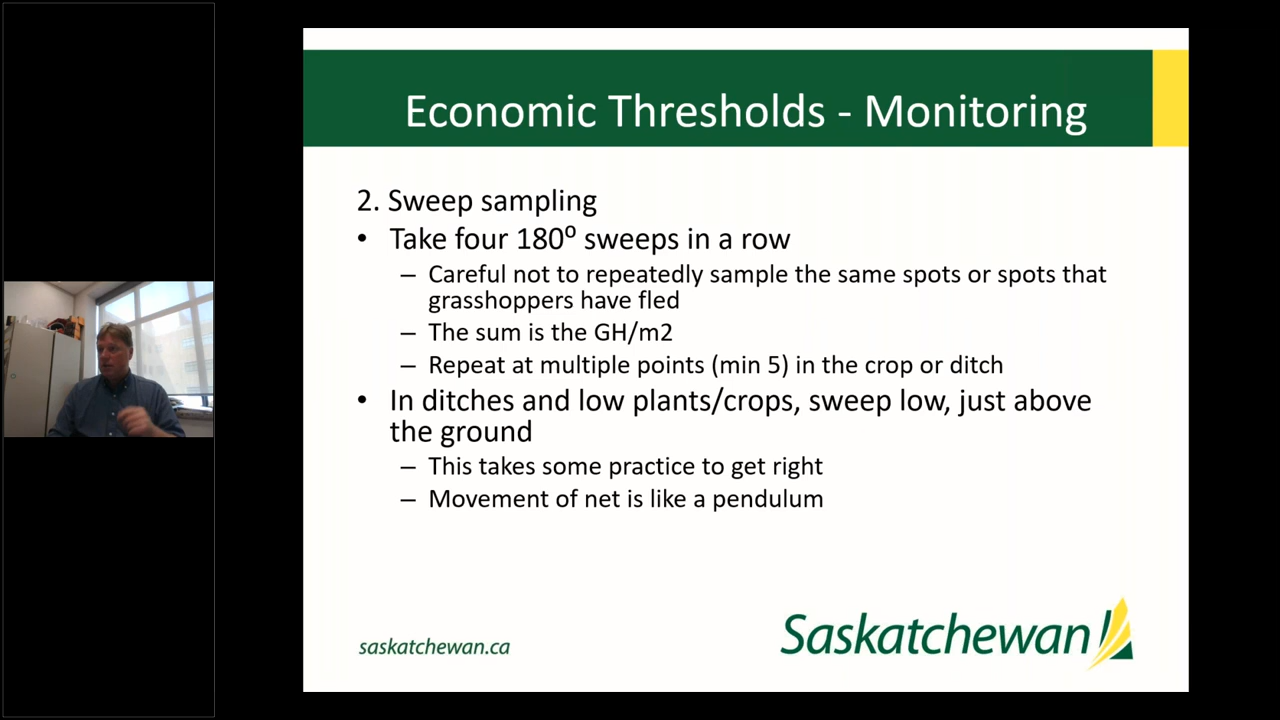 Economic Thresholds - Monitoring
2. Sweep sampling
• Take four 180⁰ sweeps in a row
– Careful not to repeatedly sample the same spots or spots that
grasshoppers have fled
– The sum is the GH/m2
– Repeat at multiple points (min 5) in the crop or ditch
• In ditches and low plants/crops, sweep low, just above
the ground
– This takes some practice to get right
– Movement of net is like a pendulum
saskatchewan.ca
Saskatchewan